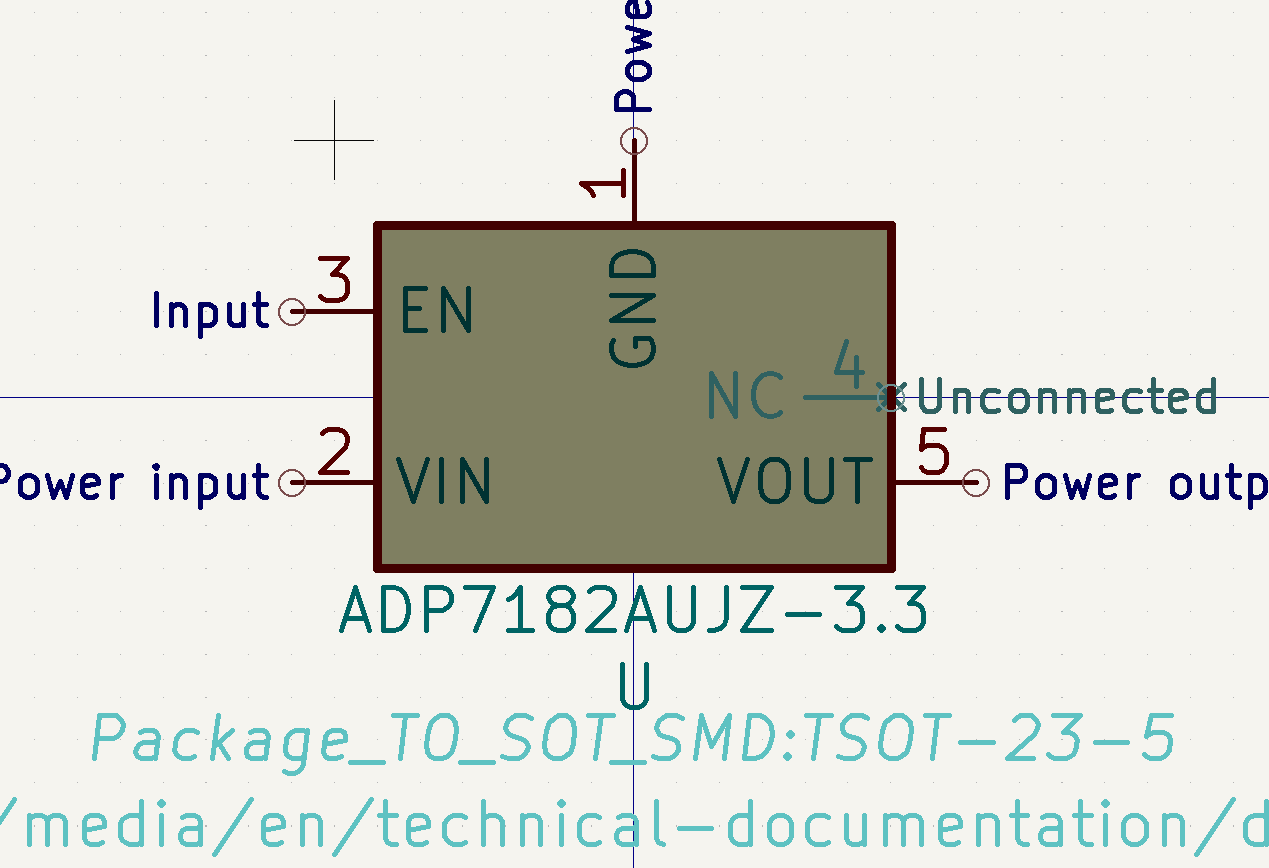 Powe
1
3
Input
EN
GND
4
NC
Unconnected
2
5
Power input
VIN
VOUT
Power outp
ADP7182AUJZ-3.3
U
Package_TO_SOT_SMD:TSOT-23-5
/media/en/technical-documentation/d